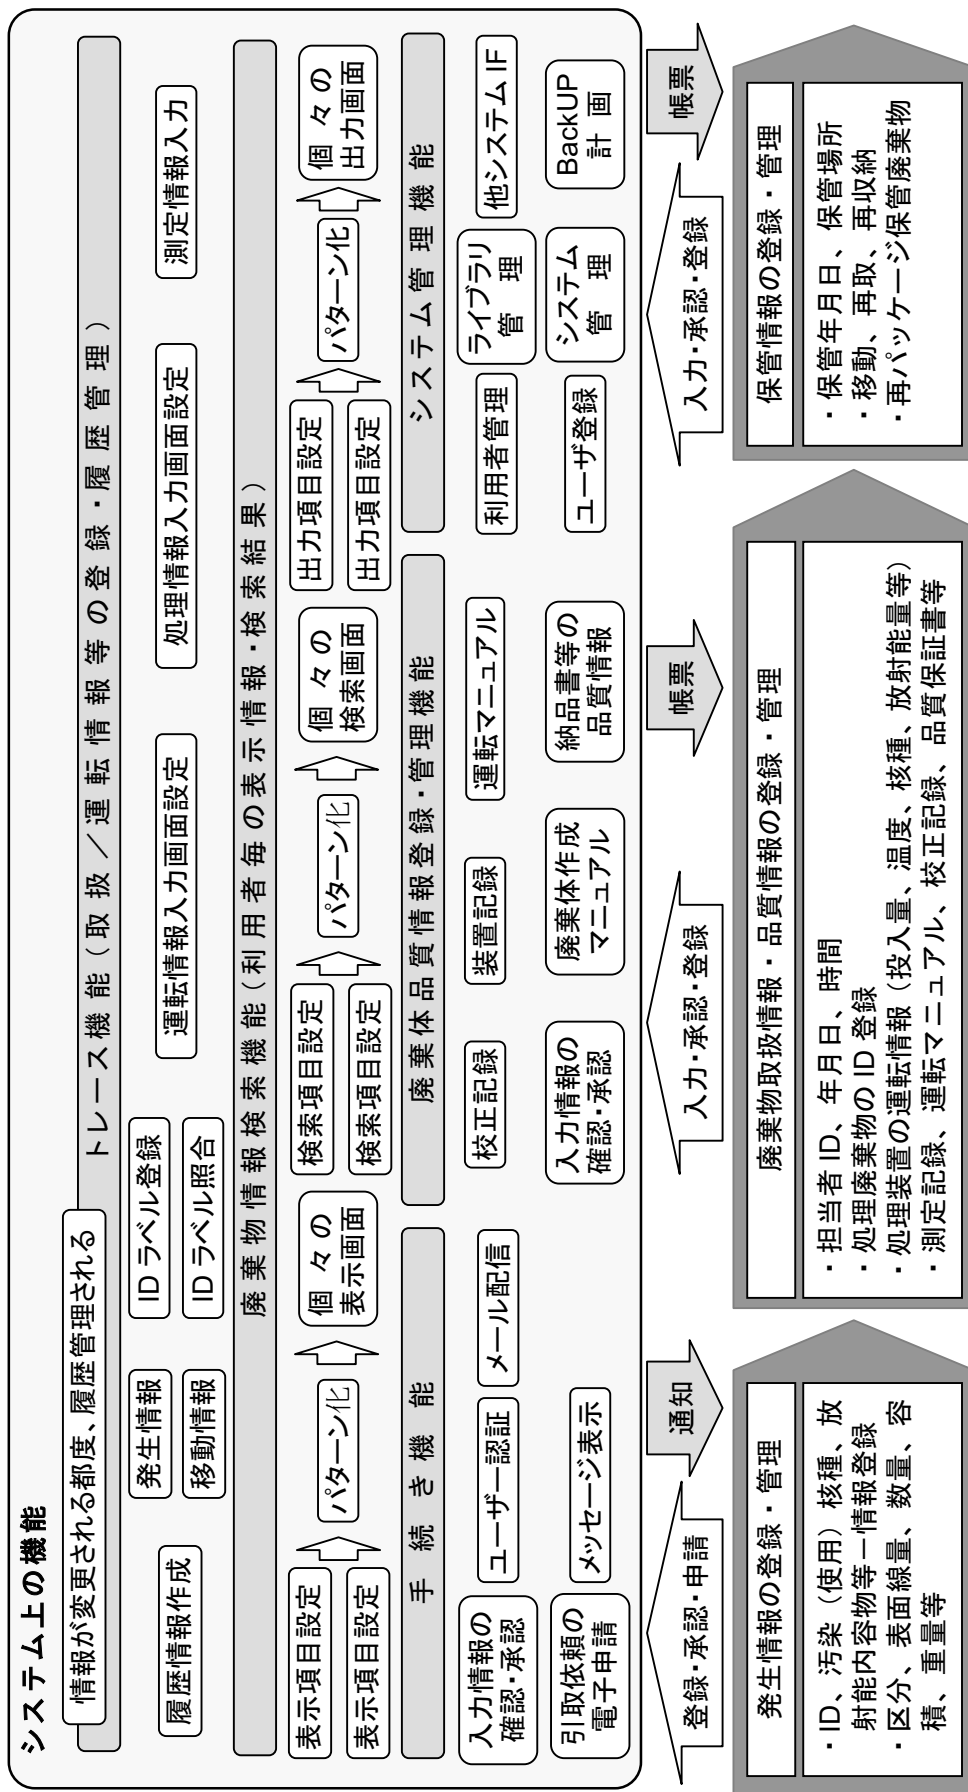 システム上の機能
情報が変更される都度、履歴管理される
トレース機能（取扱／運転情報等の登録・履歴管理）
履歴情報作成
発生情報
移動情報
IDラベル登録
IDラベル照合
運転情報入力画面設定
処理情報入力画面設定
測定情報入力
廃棄物情報検索機能（利用者毎の表示情報・検索結果）
表示項目設定
表示項目設定
パターン化
個々の
表示画面
検索項目設定
検索項目設定
パターン化
個々の
検索画面
出力項目設定
出力項目設定
パターン化
個々の
出力画面
手続き機能
入力情報の
確認・承認
ユーザー認証
メール配信
引取依頼の
電子申請
メッセージ表示
廃棄体品質情報登録・管理機能
校正記録
装置記録
運転マニュアル
入力情報の
確認・承認
廃棄体作成
マニュアル
納品書等の
品質情報
システム管理機能
利用者管理
ライブラリ
管理
他システムIF
ユーザ登録
システム
管理
BackUP
計画
登録・承認・申請
通知
入力・承認・登録
帳票
入力・承認・登録
帳票
発生情報の登録・管理
・ID、汚染（使用）核種、放
射能内容物等一情報登録
・区分、表面線量、数量、容
積、重量等
廃棄物取扱情報・品質情報の登録・管理
・担当者ID、年月日、時間
・処理廃棄物のID登録
・処理装置の運転情報（投入量、温度、核種、放射能量等）
・測定記録、運転マニュアル、校正記録、品質保証書等
保管情報の登録・管理
・保管年月日、保管場所
・移動、再取、再収納
・再パッケージ保管廃棄物